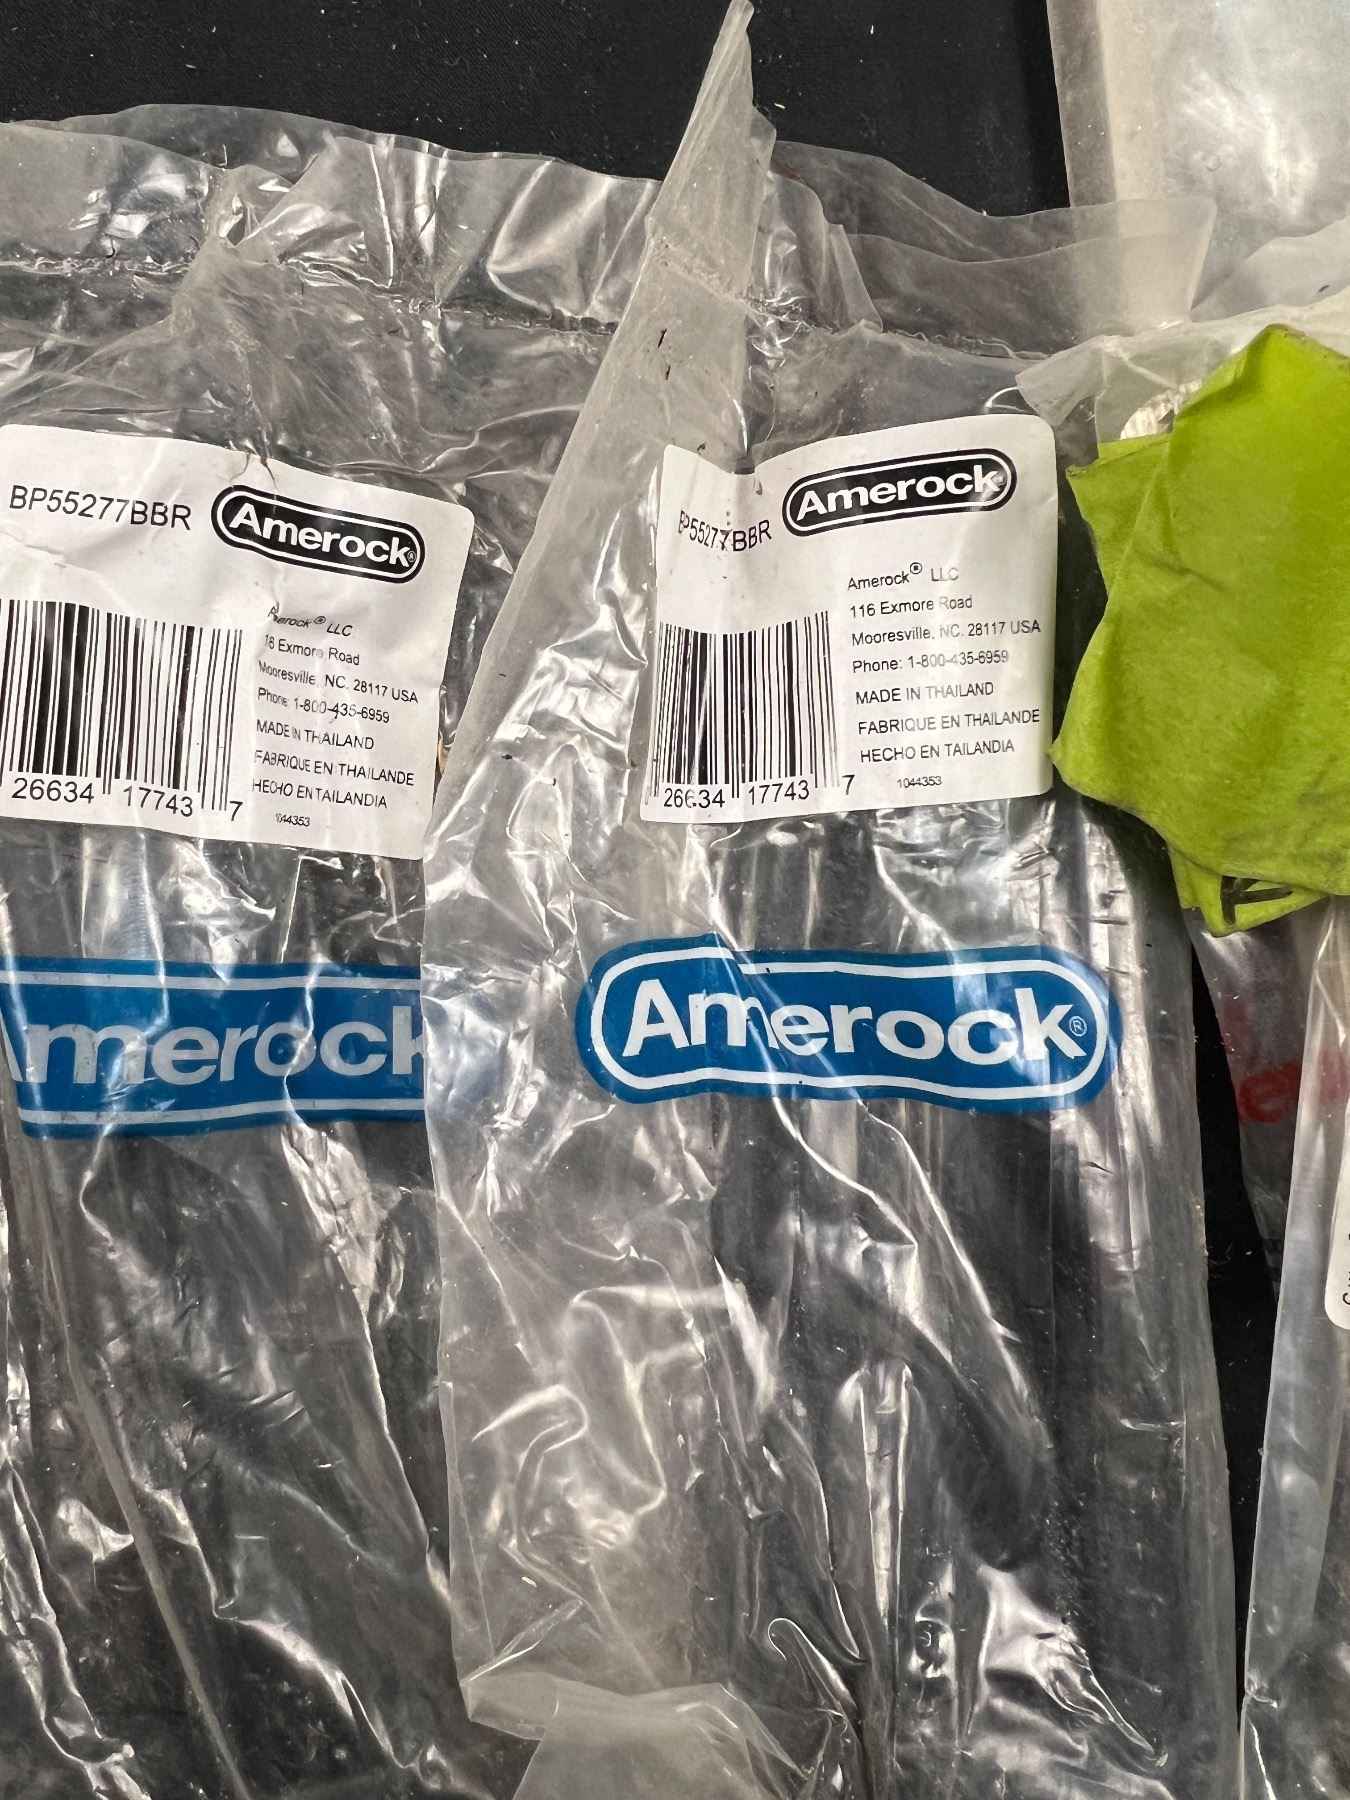 BP55277BBR
Amerock®
Amerock® LLC
16 Exmore Road
Mooresville, NC. 28117 USA
Phone: 1-800-435-6959
MADE IN THAILAND
FABRIQUE EN THAILANDE
HECHO EN TAILANDIA
26634 17743 7
1044353
merock
BP55277BBR
Amerock®
Amerock® LLC
116 Exmore Road
Mooresville, NC. 28117 USA
Phone: 1-800-435-6959
MADE IN THAILAND
FABRIQUE EN THAILANDE
HECHO EN TAILANDIA
26634 17743 7
1044353
Amerock®